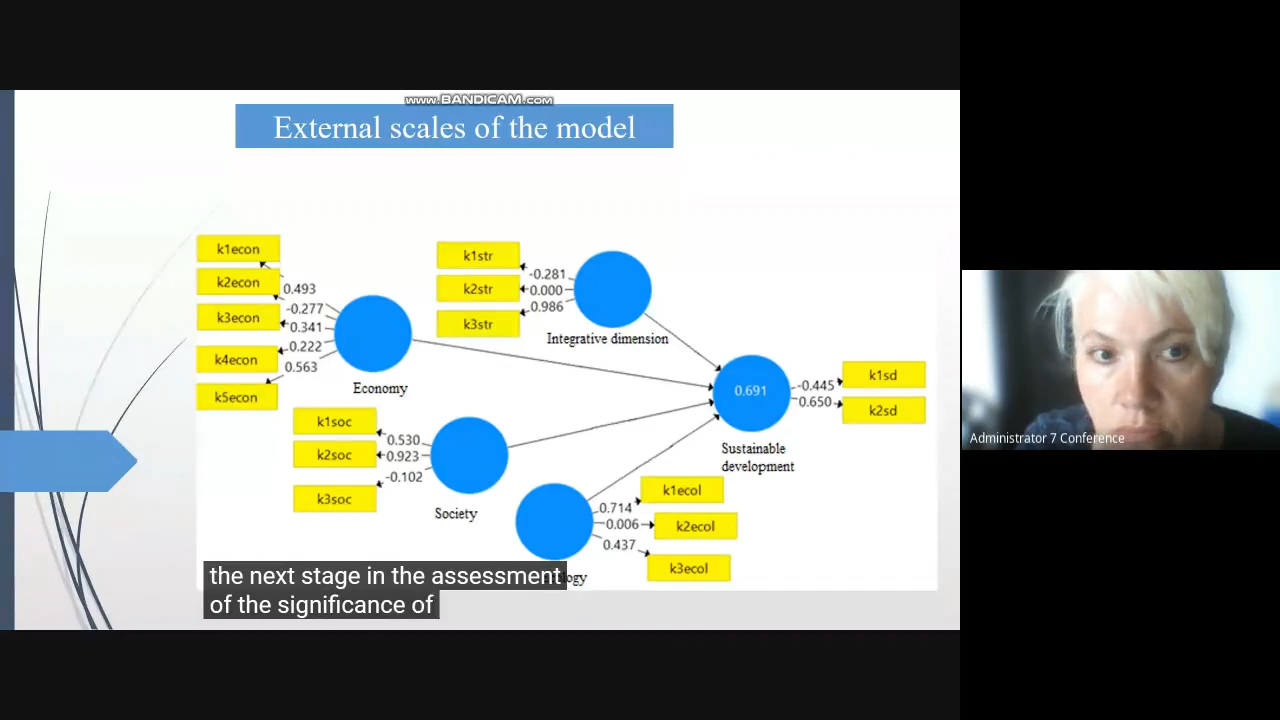 www.BANDICAM.com
External scales of the model
k1econ
k2econ
k3econ
k4econ
k5econ
0.493
-0.277
0.341
0.222
0.563
Economy
k1str
k2str
k3str
-0.281
0.000
0.986
Integrative dimension
k1soc
k2soc
k3soc
0.530
0.923
-0.102
Society
0.691
Sustainable
development
-0.445
0.650
k1sd
k2sd
0.714
0.006
0.437
k1ecol
k2ecol
k3ecol
the next stage in the assessment
of the significance of
Administrator 7 Conference